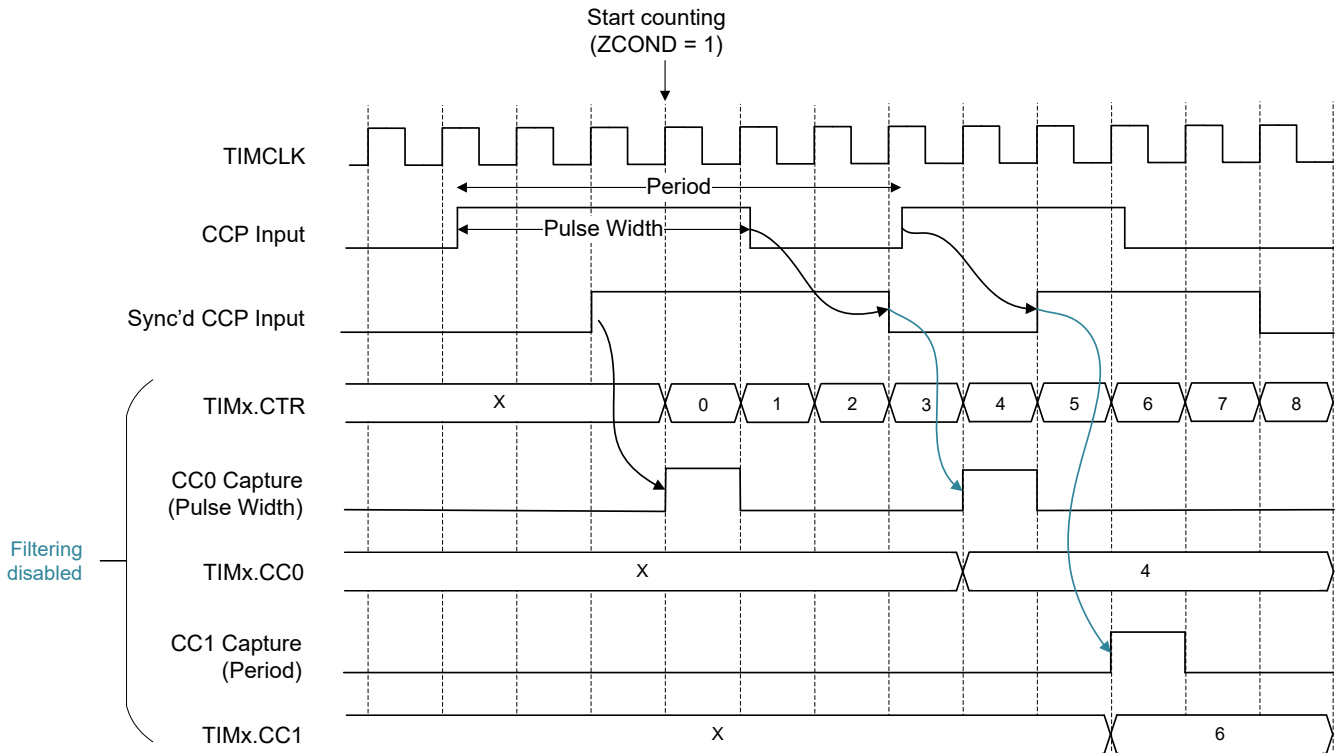 Start counting
(ZCOND = 1)
TIMCLK
Period
CCP Input
Pulse Width
Sync’d CCP Input
TIMx.CTR
X
0
1
2
3
4
5
6
7
8
CC0 Capture
(Pulse Width)
Filtering
disabled
TIMx.CC0
X
4
CC1 Capture
(Period)
TIMx.CC1
X
6